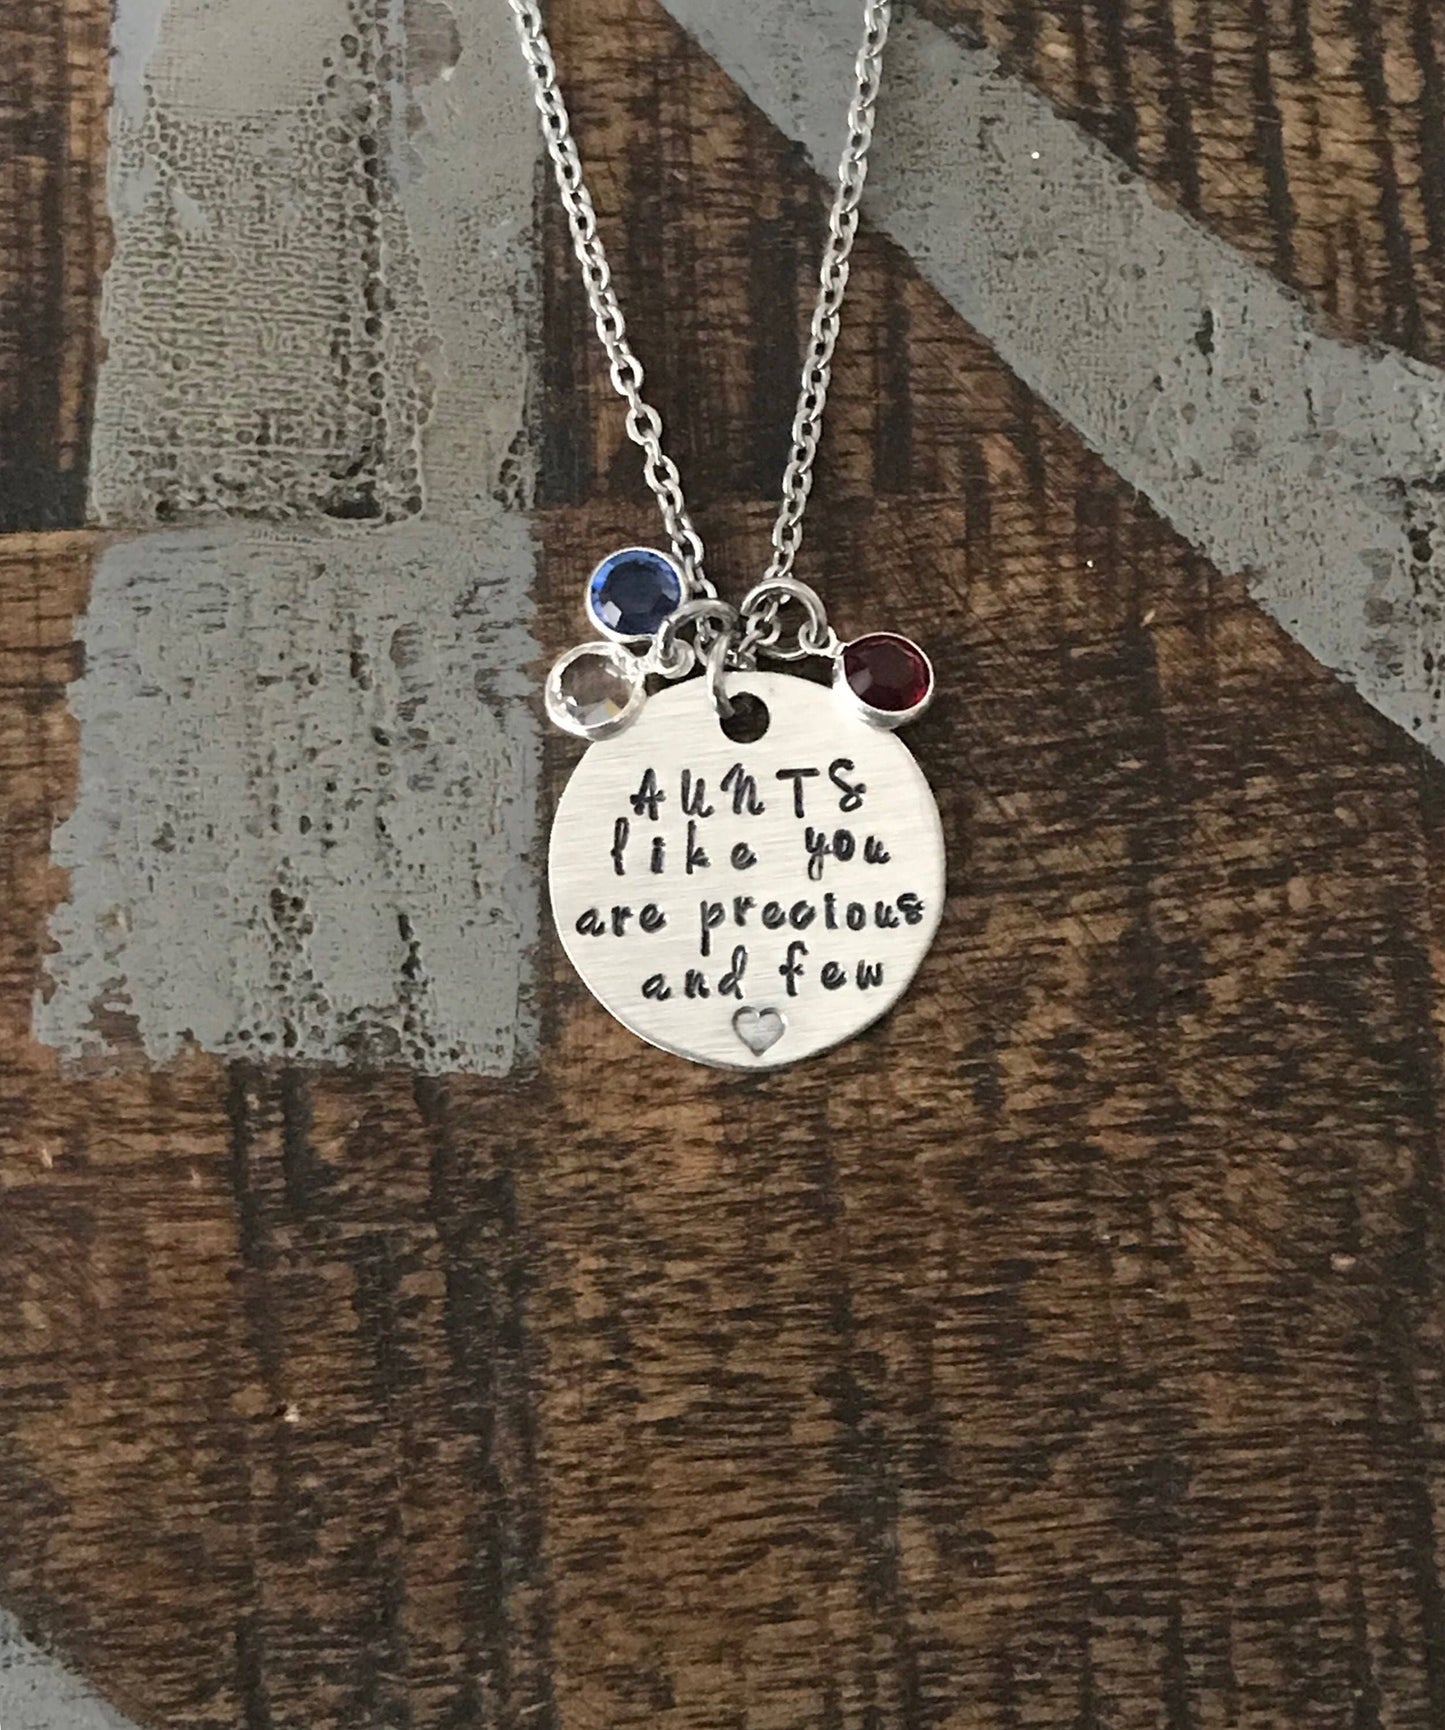 AUNTS
like you
are precious
and few